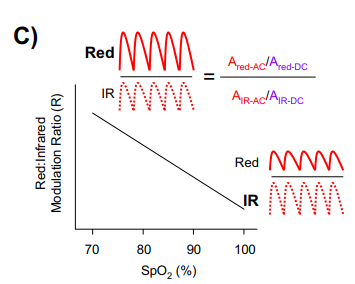 C)
Red
IR
=
Ared-AC/Ared-DC
AIR-AC/AIR-DC
Red:Infrared
Modulation Ratio (R)
Red
IR
70 80 90 100
SpO2 (%)